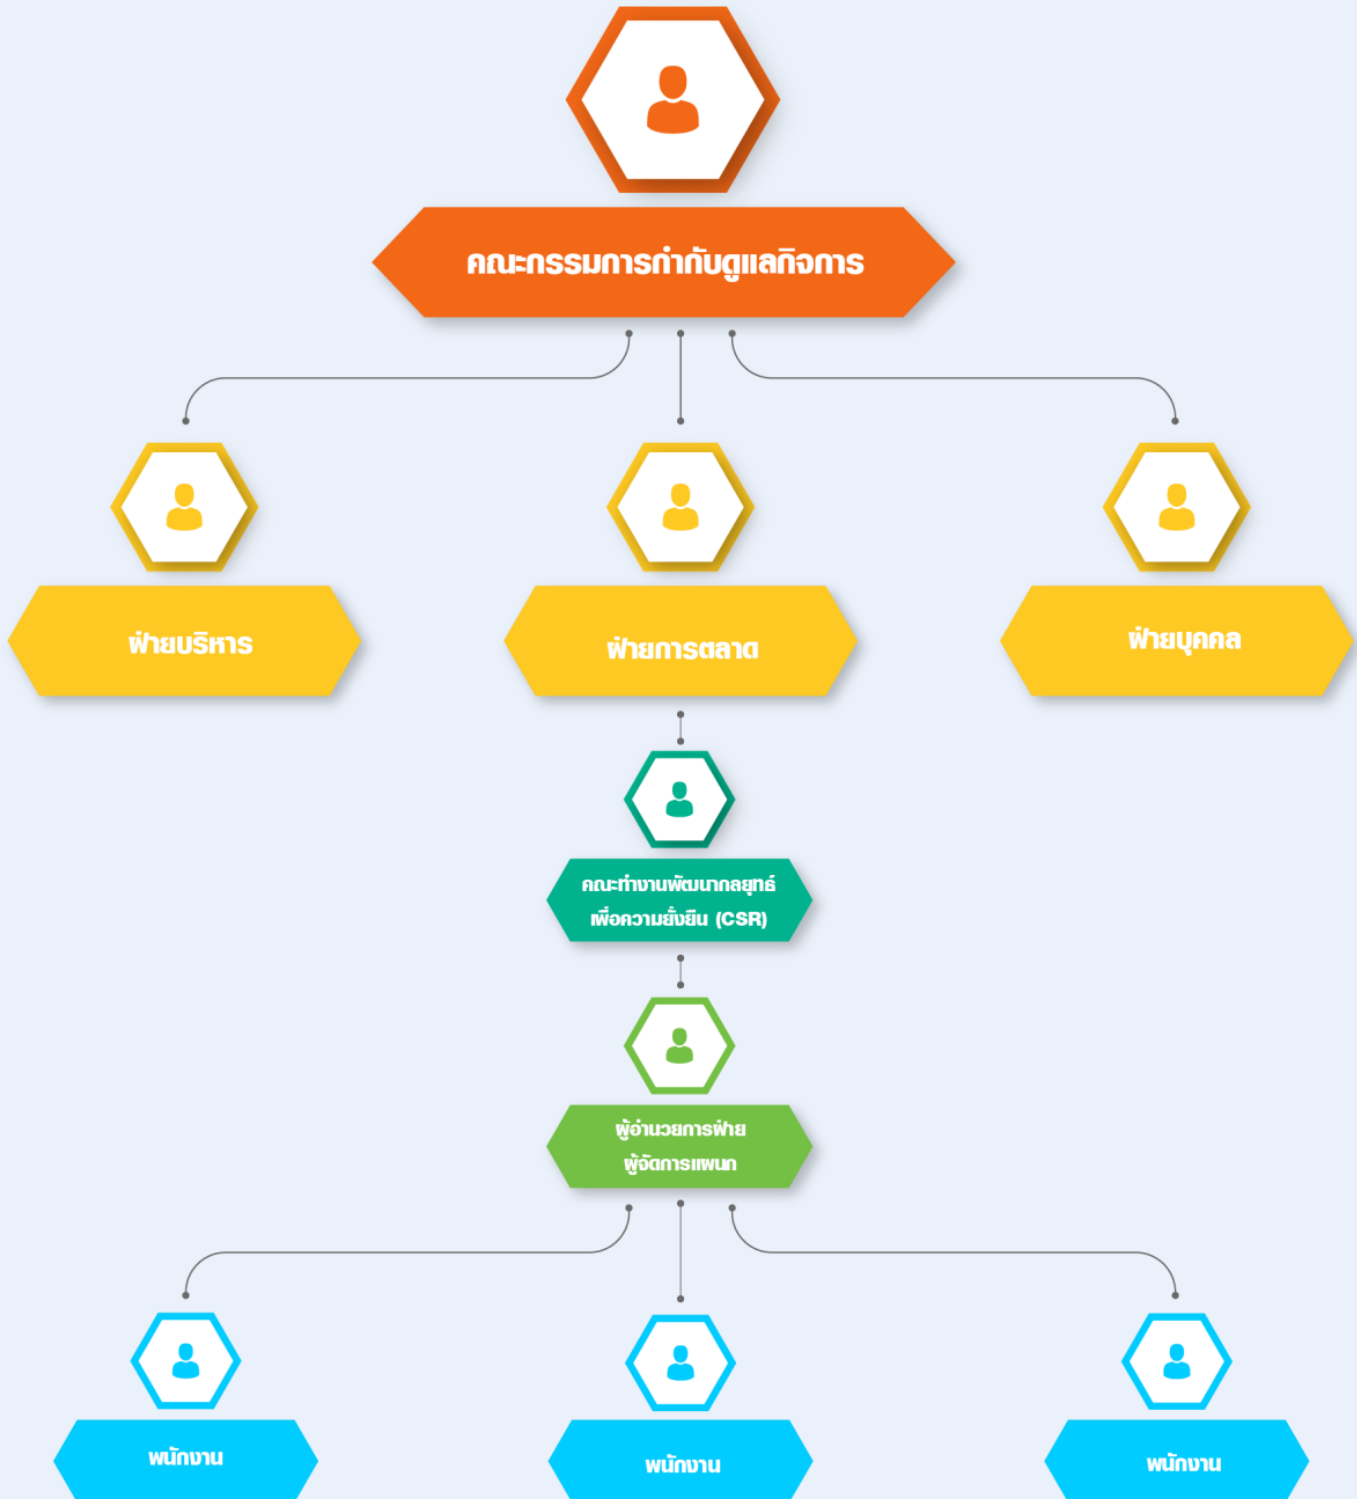 คณะกรรมการกำกับดูแลกิจการ
ฝ่ายบริหาร
ฝ่ายการตลาด
ฝ่ายบุคคล
คณะทำงานพัฒนากลยุทธ์
เพื่อความยั่งยืน (CSR)
ผู้อำนวยการฝ่าย
ผู้จัดการแผนก
พนักงาน
พนักงาน
พนักงาน